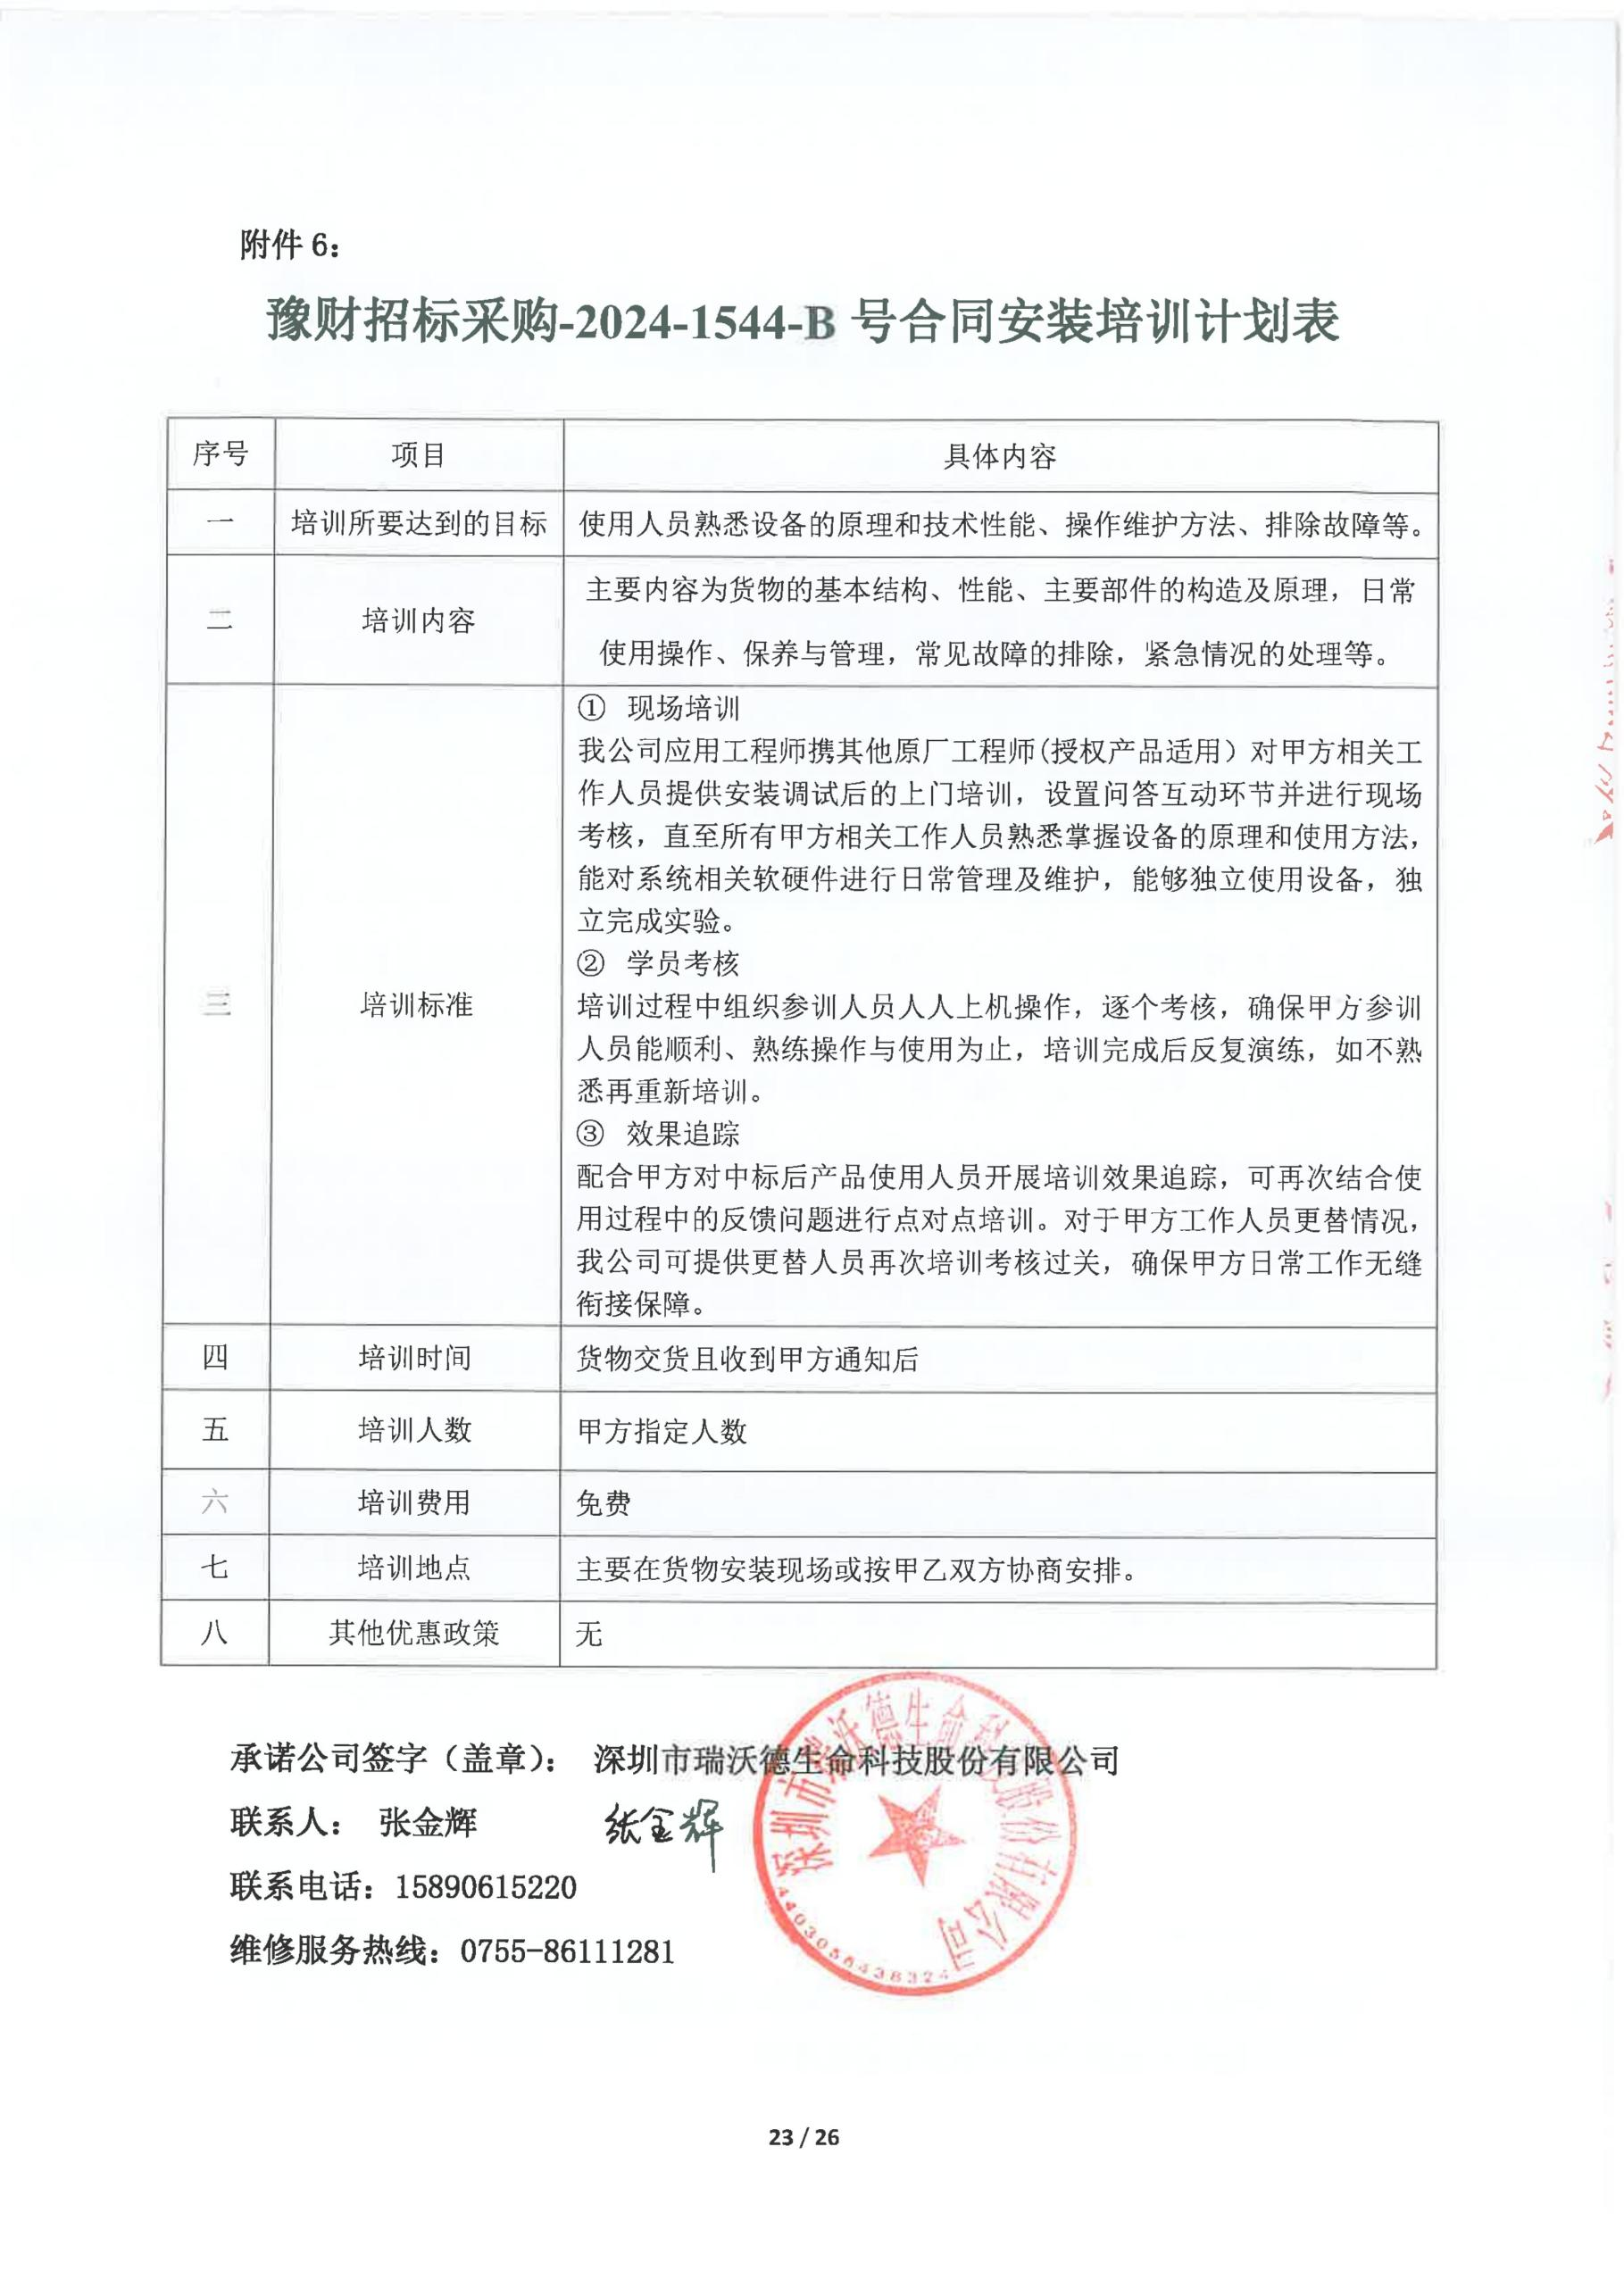 附件 6：
豫财招标采购-2024-1544-B 号合同安装培训计划表
序号 项目 具体内容
一 培训所要达到的目标 使用人员熟悉设备的原理和技术性能、操作维护方法、排除故障等。
二 培训内容 主要内容为货物的基本结构、性能、主要部件的构造及原理，日常
使用操作、保养与管理，常见故障的排除，紧急情况的处理等。
三 培训标准
① 现场培训
我公司应用工程师携其他原厂工程师(授权产品适用）对甲方相关工
作人员提供安装调试后的上门培训，设置问答互动环节并进行现场
考核，直至所有甲方相关工作人员熟悉掌握设备的原理和使用方法，
能对系统相关软硬件进行日常管理及维护，能够独立使用设备，独
立完成实验。
② 学员考核
培训过程中组织参训人员人人上机操作，逐个考核，确保甲方参训
人员能顺利、熟练操作与使用为止，培训完成后反复演练，如不熟
悉再重新培训。
③ 效果追踪
配合甲方对中标后产品使用人员开展培训效果追踪，可再次结合使
用过程中的反馈问题进行点对点培训。对于甲方工作人员更替情况，
我公司可提供更替人员再次培训考核过关，确保甲方日常工作无缝
衔接保障。
四 培训时间 货物交货且收到甲方通知后
五 培训人数 甲方指定人数
六 培训费用 免费
七 培训地点 主要在货物安装现场或按甲乙双方协商安排。
八 其他优惠政策 无
承诺公司签字（盖章）： 深圳市瑞沃德生命科技股份有限公司
联系人： 张金辉 张金辉
联系电话：15890615220
维修服务热线：0755-86111281
深圳市瑞沃德生命科技股份有限公司
4403056438324
23 / 26